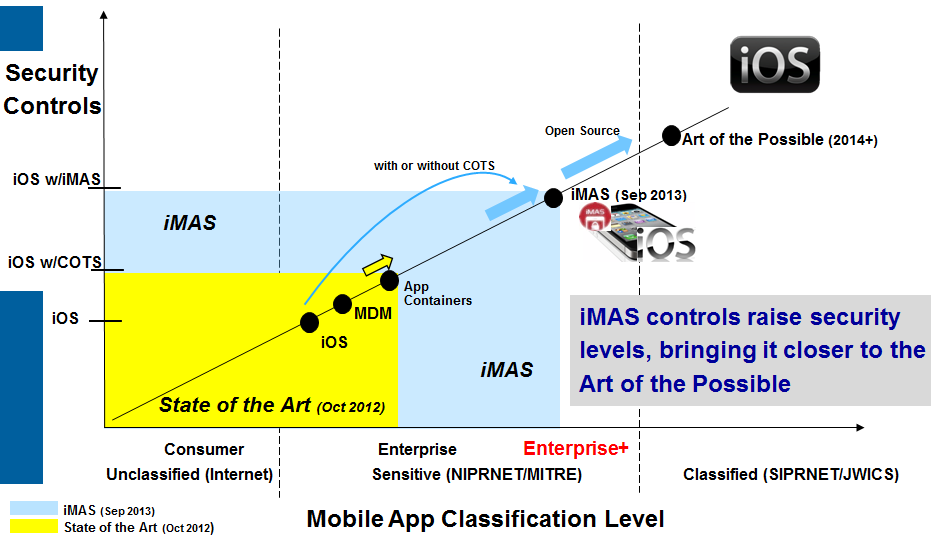 Security
Controls
iOS
Open Source
Art of the Possible (2014+)
with or without COTS
iOS w/iMAS
iMAS (Sep 2013)
iMAS
iMAS
iOS
iOS w/COTS
App
Containers
MDM
iOS
iOS
iMAS controls raise security
levels, bringing it closer to the
Art of the Possible
iMAS
State of the Art (Oct 2012)
Consumer
Enterprise
Enterprise+
Unclassified (Internet)
Sensitive (NIPRNET/MITRE)
Classified (SIPRNET/JWICS)
iMAS (Sep 2013)
State of the Art (Oct 2012)
Mobile App Classification Level